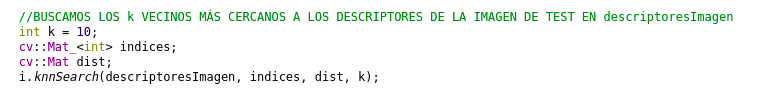 //BUSCAMOS LOS k VECINOS MÁS CERCANOS A LOS DESCRIPTORES DE LA IMAGEN DE TEST EN descriptoresImagen
int k = 10;
cv::Mat_<int> indices;
cv::Mat dist;
i.knnSearch(descriptoresImagen, indices, dist, k);